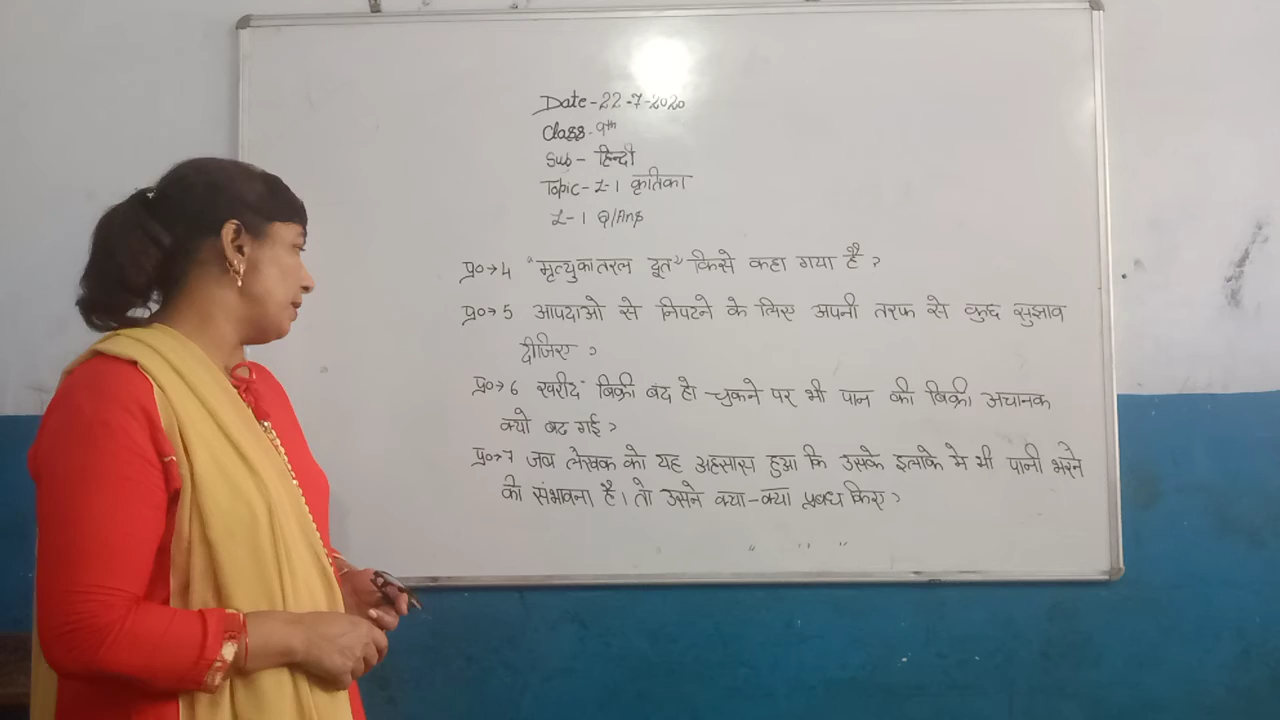 Date-22-7-2020
Class-9th
Sub- हिन्दी
Topic-L-1 कृतिका
L-1 Q/Ans
प्र०→4 "मृत्यु का तरल दूत" किसे कहा गया है ?
प्र०→5 आपदाओ से निपटने के लिए अपनी तरफ से कुछ सुझाव
दीजिए ?
प्र०→6 खरीद बिक्री बंद हो चुकने पर भी पान की बिक्री अचानक
क्यो बढ गई ?
प्र०→7 जब लेखक को यह अहसास हुआ कि उसके इलाके मे भी पानी भरने
की संभावना है। तो उसने क्या-क्या प्रबध किए ?